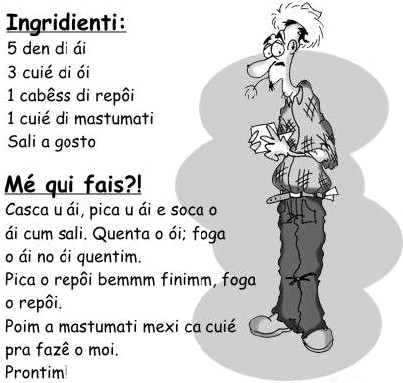 Ingridienti:
5 den di ái
3 cuié di ói
1 cabêss di repôi
1 cuié di mastumati
Sali a gosto
Mé qui fais?!
Casca u ái, pica u ái e soca o
ái cum sali. Quenta o ói; foga
o ái no ói quentim.
Pica o repôi bemmm finimm, foga
o repôi.
Poim a mastumati mexi ca cuié
pra fazê o moi.
Prontim!